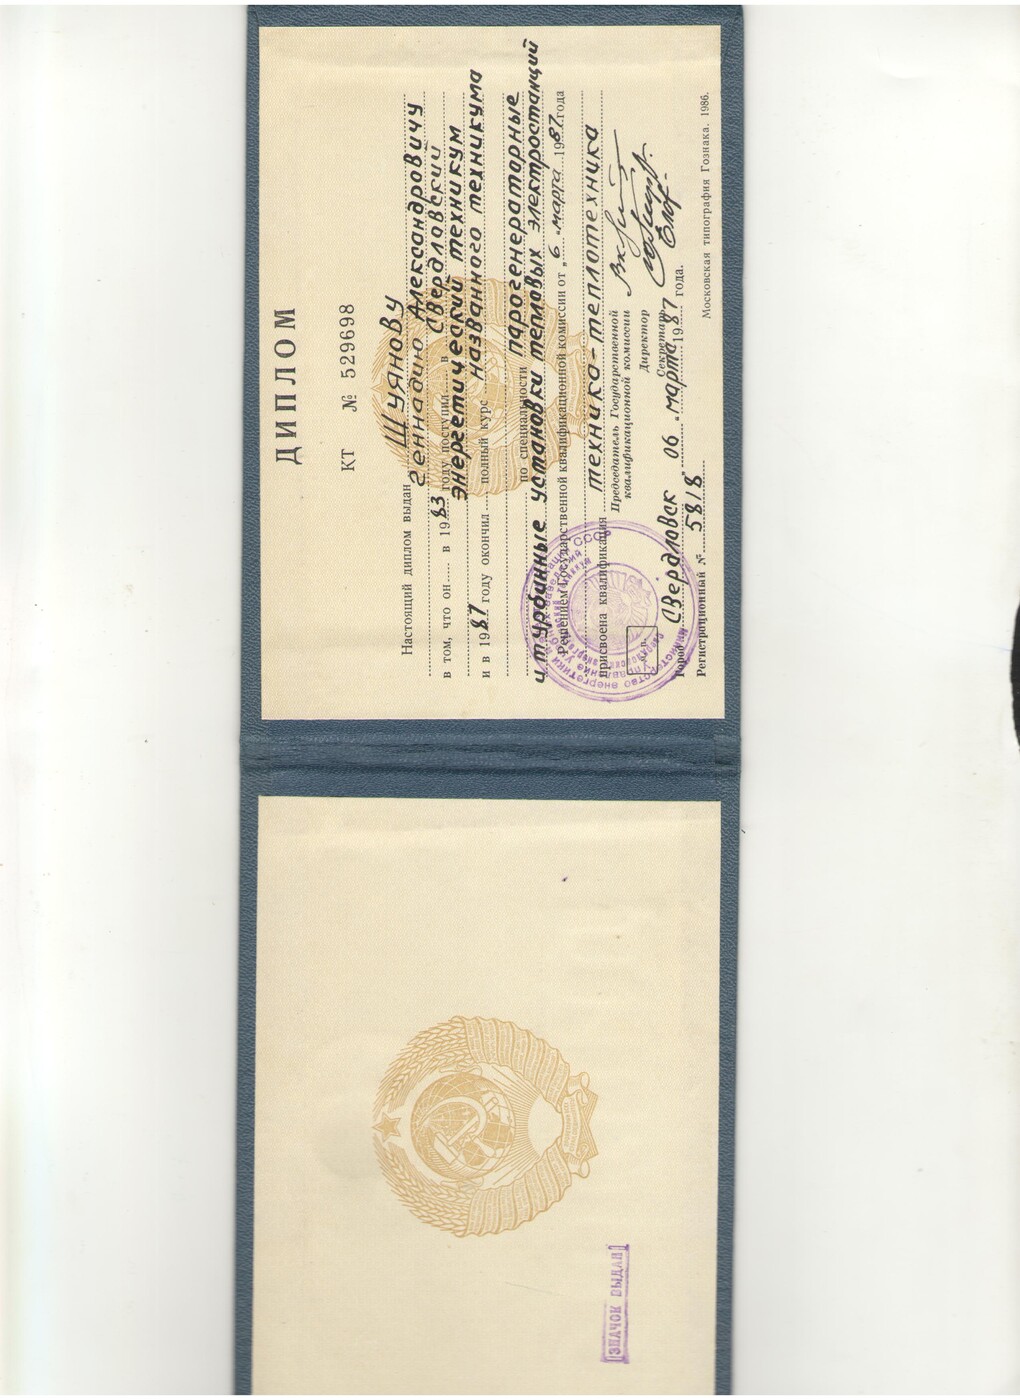 ДИПЛОМ
КТ № 529698
Настоящий диплом выдан Шуянову
Геннадию Александровичу
в том, что он в 1983 году поступил в Свердловский
энергетический техникум
и в 1987 году окончил полный курс названного техникума
по специальности парогенераторные
и турбинные установки тепловых электростанций
Решением Государственной квалификационной комиссии от „6 " марта 1987 года
присвоена квалификация техника-теплотехника
Председатель Государственной
квалификационной комиссии
Директор
Секретарь
М. П.
Город Свердловск 06 " марта 1987 года.
Регистрационный № 5818
Московская типография Гознака. 1986.
ЗНАЧОК ВЫДАН